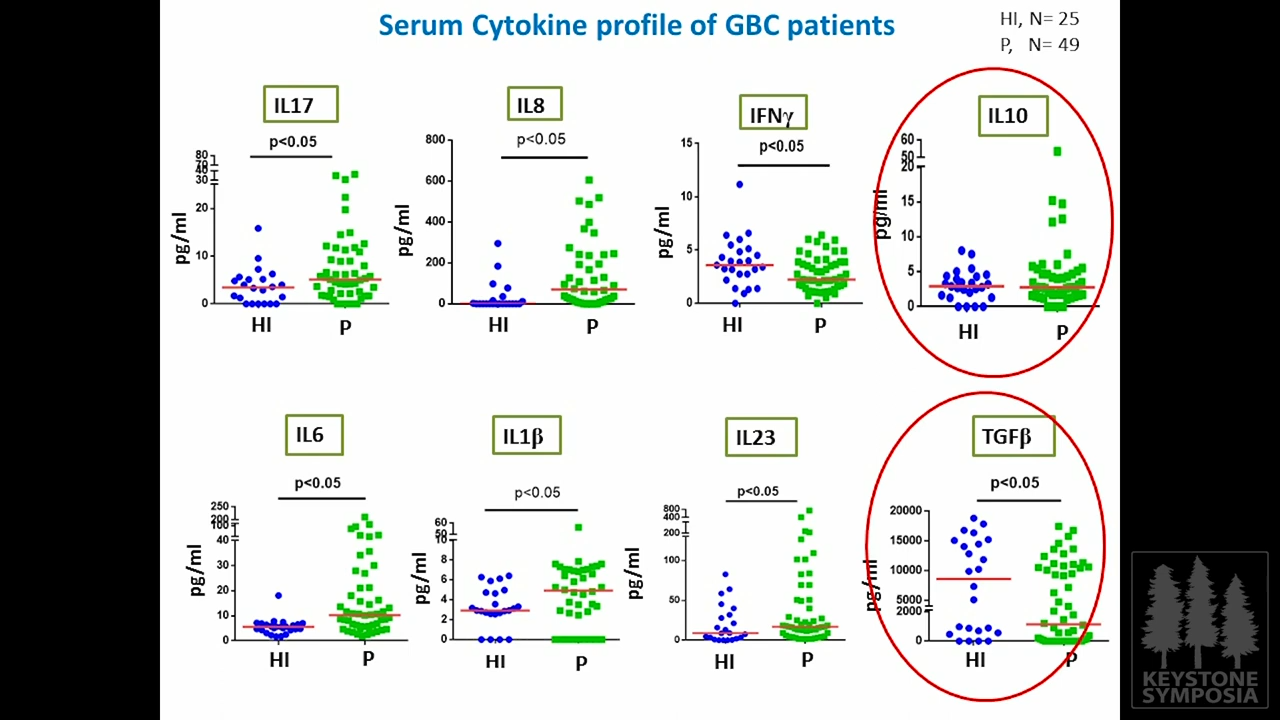 Serum Cytokine profile of GBC patients
HI, N= 25
P, N= 49
IL17
p<0.05
80
70
40
30
20
10
0
pg/ml
HI
P
IL8
p<0.05
800
600
400
200
0
pg/ml
HI
P
IFNγ
p<0.05
15
10
5
0
pg/ml
HI
P
IL10
60
50
20
15
10
5
0
pg/ml
HI
P
IL6
p<0.05
250
200
100
40
30
20
10
0
pg/ml
HI
P
IL1β
p<0.05
60
50
10
8
6
4
2
0
pg/ml
HI
P
IL23
p<0.05
800
400
200
100
50
0
pg/ml
HI
P
TGFβ
p<0.05
20000
15000
10000
5000
2000
0
pg/ml
HI
P
KEYSTONE
SYMPOSIA